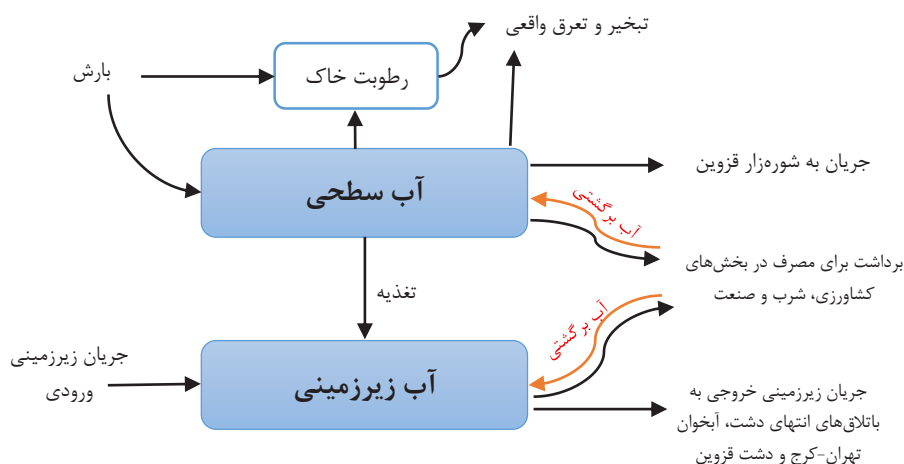 تبخیر و تعرق واقعی
بارش
رطوبت خاک
آب سطحی
جریان به شوره‌زار قزوین
آب برگشتی
برداشت برای مصرف در بخش‌های
کشاورزی، شرب و صنعت
تغذیه
آب برگشتی
جریان زیرزمینی
ورودی
آب زیرزمینی
جریان زیرزمینی خروجی به
باتلاق‌های انتهای دشت، آبخوان
تهران-کرج و دشت قزوین